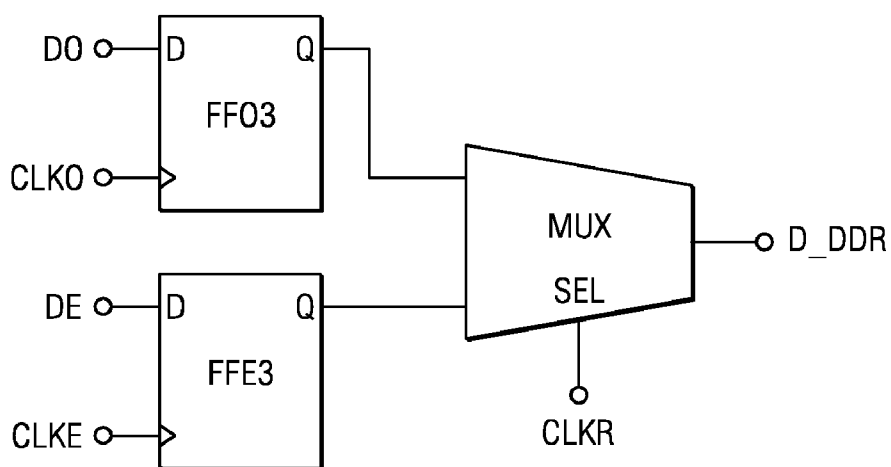 DO
D
Q
FFO3
CLKO
DE
D
Q
FFE3
CLKE
MUX
SEL
D_DDR
CLKR